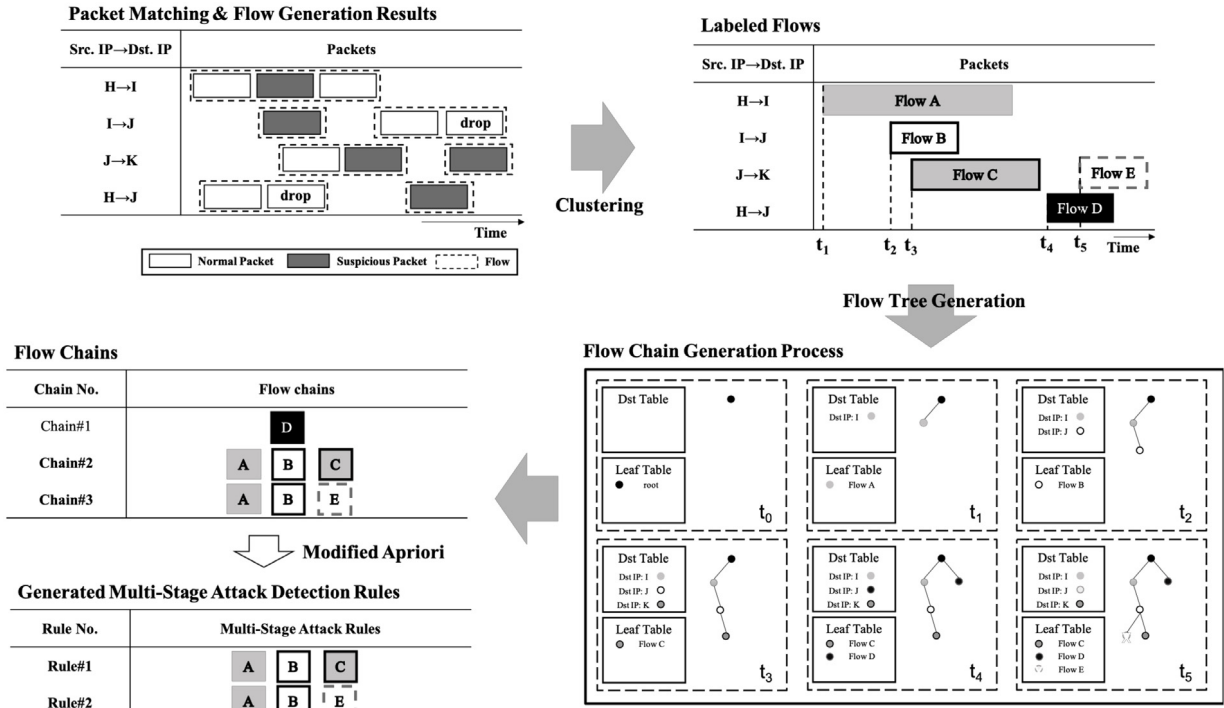 Packet Matching & Flow Generation Results
Src. IP→Dst. IP Packets
H→I
I→J drop
J→K
H→J drop
Time
Normal Packet Suspicious Packet Flow
Clustering
Labeled Flows
Src. IP→Dst. IP Packets
H→I Flow A
I→J Flow B
J→K Flow C Flow E
H→J Flow D
t1 t2 t3 t4 t5 Time
Flow Tree Generation
Flow Chain Generation Process
Dst Table
Leaf Table
root
t0
Dst Table
Dst IP: I
Leaf Table
Flow A
t1
Dst Table
Dst IP: I
Dst IP: J
Leaf Table
Flow B
t2
Dst Table
Dst IP: I
Dst IP: J
Dst IP: K
Leaf Table
Flow C
t3
Dst Table
Dst IP: I
Dst IP: J
Dst IP: K
Leaf Table
Flow C
Flow D
t4
Dst Table
Dst IP: I
Dst IP: J
Dst IP: K
Leaf Table
Flow C
Flow D
Flow E
t5
Flow Chains
Chain No. Flow chains
Chain#1 D
Chain#2 A B C
Chain#3 A B E
Modified Apriori
Generated Multi-Stage Attack Detection Rules
Rule No. Multi-Stage Attack Rules
Rule#1 A B C
Rule#2 A B E